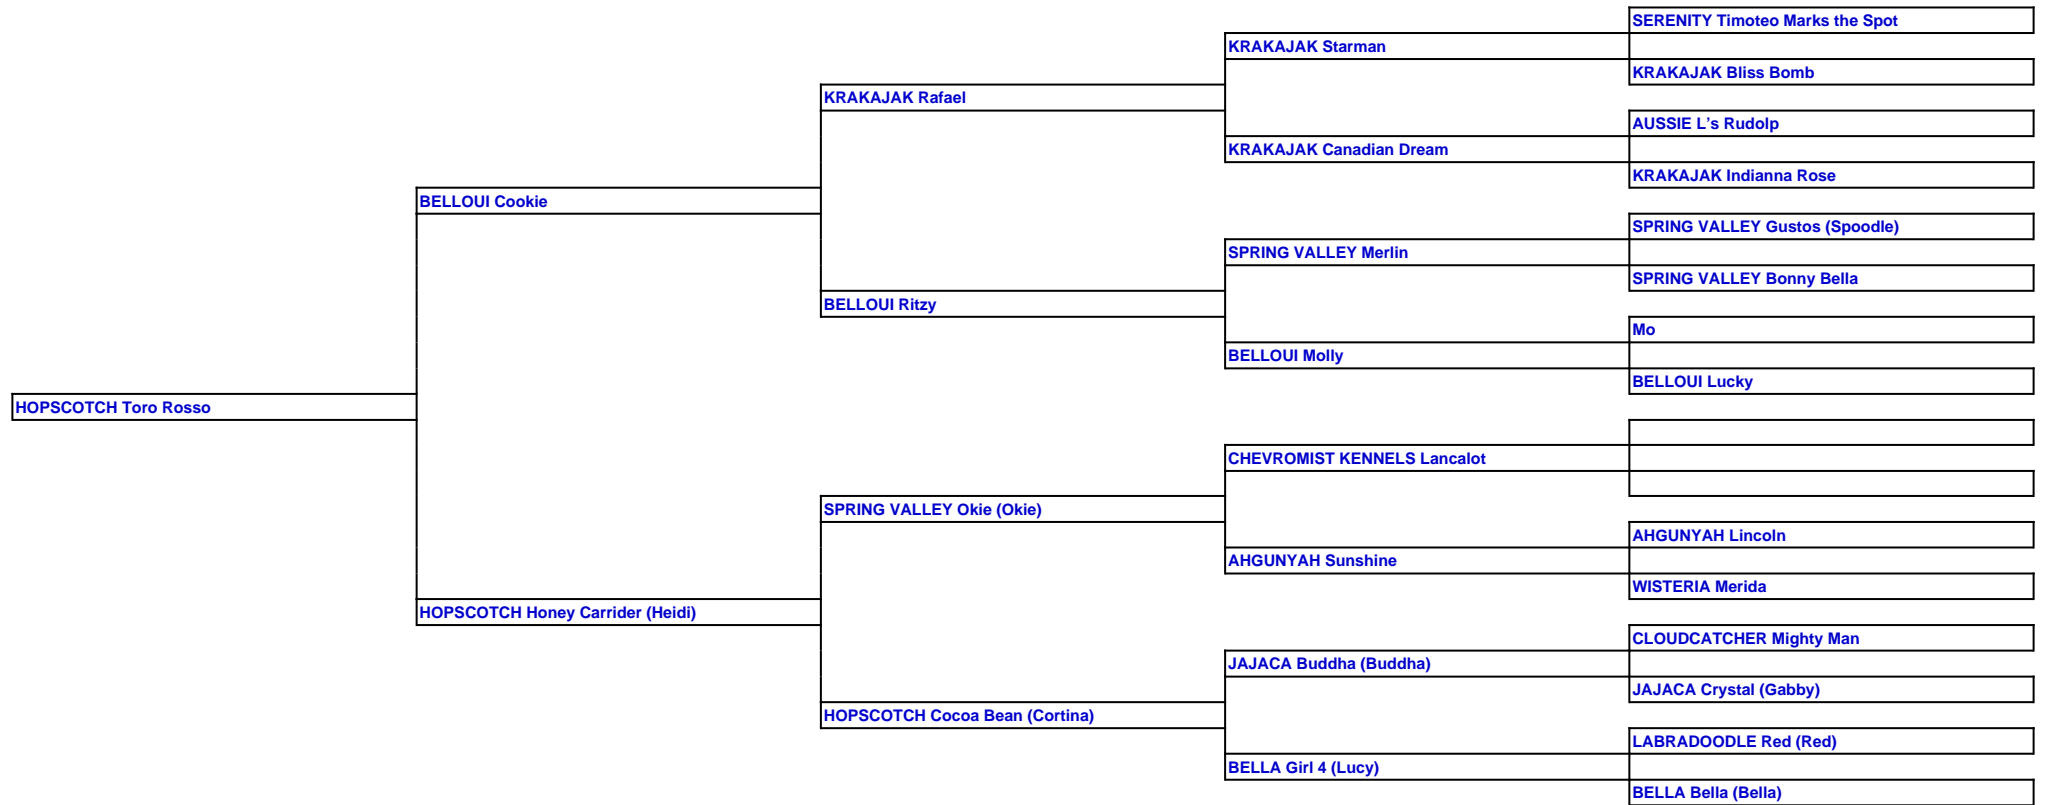 SERENITY Timoteo Marks the Spot
KRAKAJAK Starman
KRAKAJAK Bliss Bomb
KRAKAJAK Rafael
AUSSIE L's Rudolp
KRAKAJAK Canadian Dream
KRAKAJAK Indianna Rose
BELLOUI Cookie
SPRING VALLEY Gustos (Spoodle)
SPRING VALLEY Merlin
SPRING VALLEY Bonny Bella
BELLOUI Ritzy
Mo
BELLOUI Molly
BELLOUI Lucky
HOPSCOTCH Toro Rosso
CHEVROMIST KENNELS Lancalot
SPRING VALLEY Okie (Okie)
AHGUNYAH Lincoln
AHGUNYAH Sunshine
WISTERIA Merida
HOPSCOTCH Honey Carrider (Heidi)
CLOUDCATCHER Mighty Man
JAJACA Buddha (Buddha)
JAJACA Crystal (Gabby)
HOPSCOTCH Cocoa Bean (Cortina)
LABRADOODLE Red (Red)
BELLA Girl 4 (Lucy)
BELLA Bella (Bella)